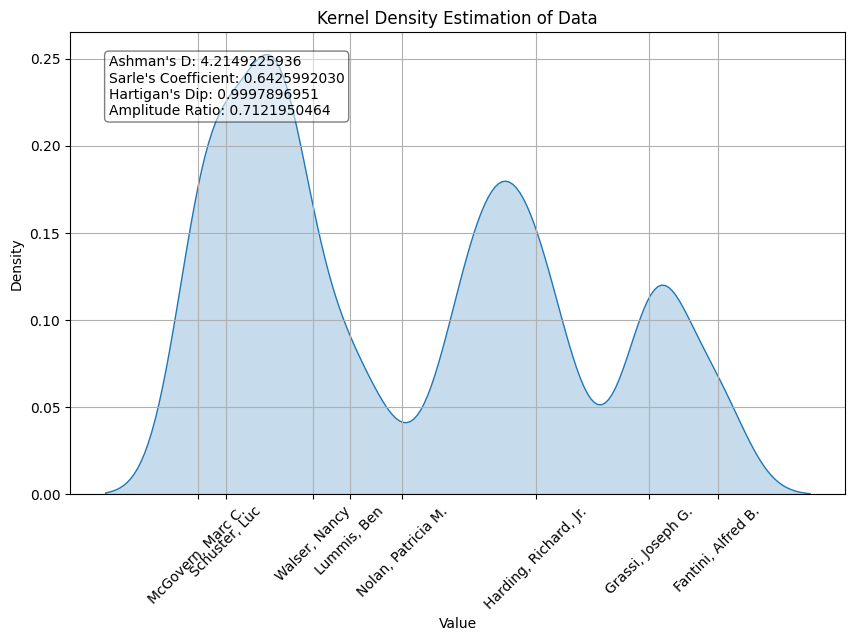 Kernel Density Estimation of Data
Ashman's D: 4.2149225936
Sarle's Coefficient: 0.6425992030
Hartigan's Dip: 0.9997896951
Amplitude Ratio: 0.7121950464
0.25
0.20
0.15
0.10
0.05
0.00
Density
McGovern, Marc C.
Schuster, Luc
Walser, Nancy
Lummis, Ben
Nolan, Patricia M.
Harding, Richard, Jr.
Grassi, Joseph G.
Fantini, Alfred B.
Value